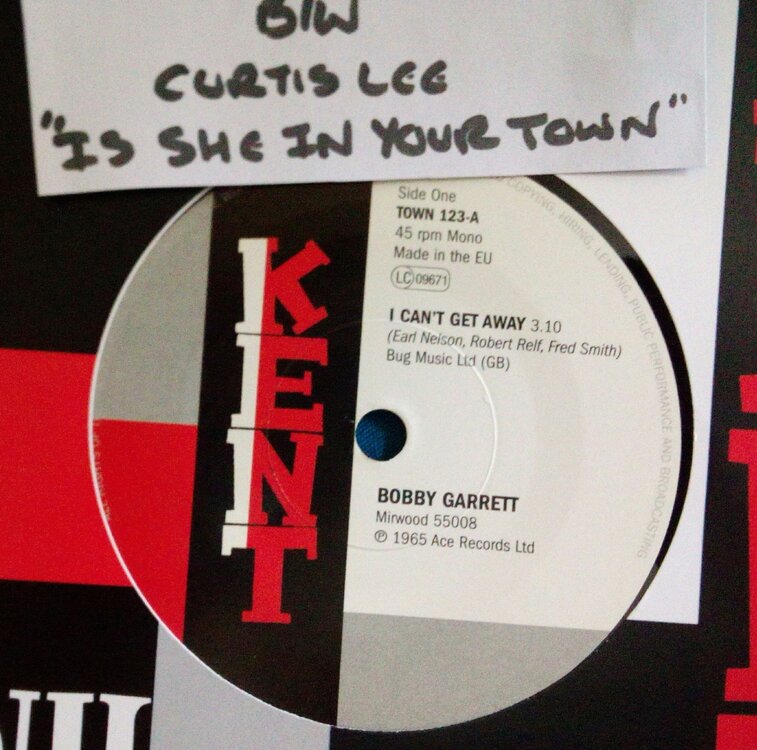 B/W
CURTIS LEE
"IS SHE IN YOUR TOWN"
COPYING, HIRING, LENDING, PUBLIC PERFORMANCE AND BROADCASTING
Side One
TOWN 123-A
45 rpm Mono
Made in the EU
LC 09671
I CAN'T GET AWAY 3.10
(Earl Nelson, Robert Relf, Fred Smith)
Bug Music Ltd (GB)
KENT
BOBBY GARRETT
Mirwood 55008
℗ 1965 Ace Records Ltd